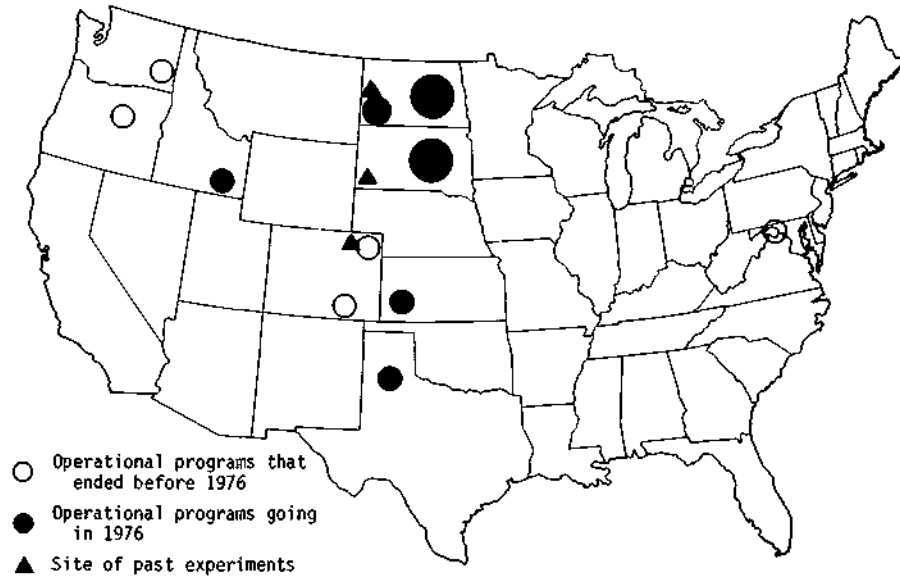 Operational programs that
ended before 1976
Operational programs going
in 1976
Site of past experiments